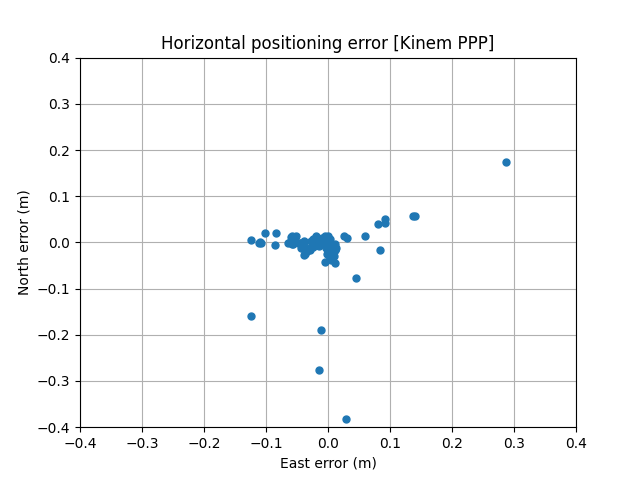 Horizontal positioning error [Kinem PPP]
North error (m)
0.4
0.3
0.2
0.1
0.0
−0.1
−0.2
−0.3
−0.4
−0.4 −0.3 −0.2 −0.1 0.0 0.1 0.2 0.3 0.4
East error (m)